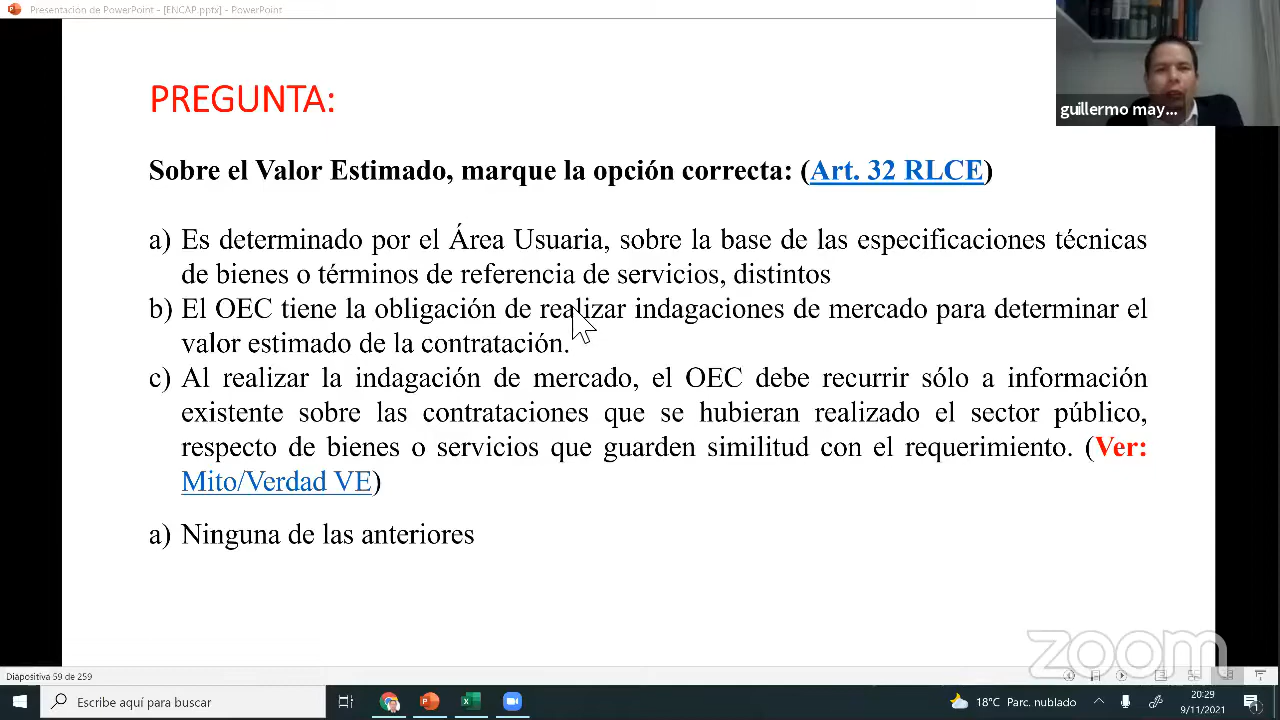 Presentación de PowerPoint - [ENCAP.pptx] - PowerPoint
guillermo may...
PREGUNTA:
Sobre el Valor Estimado, marque la opción correcta: (Art. 32 RLCE)
a) Es determinado por el Área Usuaria, sobre la base de las especificaciones técnicas
de bienes o términos de referencia de servicios, distintos
b) El OEC tiene la obligación de realizar indagaciones de mercado para determinar el
valor estimado de la contratación.
c) Al realizar la indagación de mercado, el OEC debe recurrir sólo a información
existente sobre las contrataciones que se hubieran realizado el sector público,
respecto de bienes o servicios que guarden similitud con el requerimiento. (Ver:
Mito/Verdad VE)
a) Ninguna de las anteriores
zoom
Diapositiva 59 de 259
Escribe aquí para buscar
18°C Parc. nublado
20:29
9/11/2021